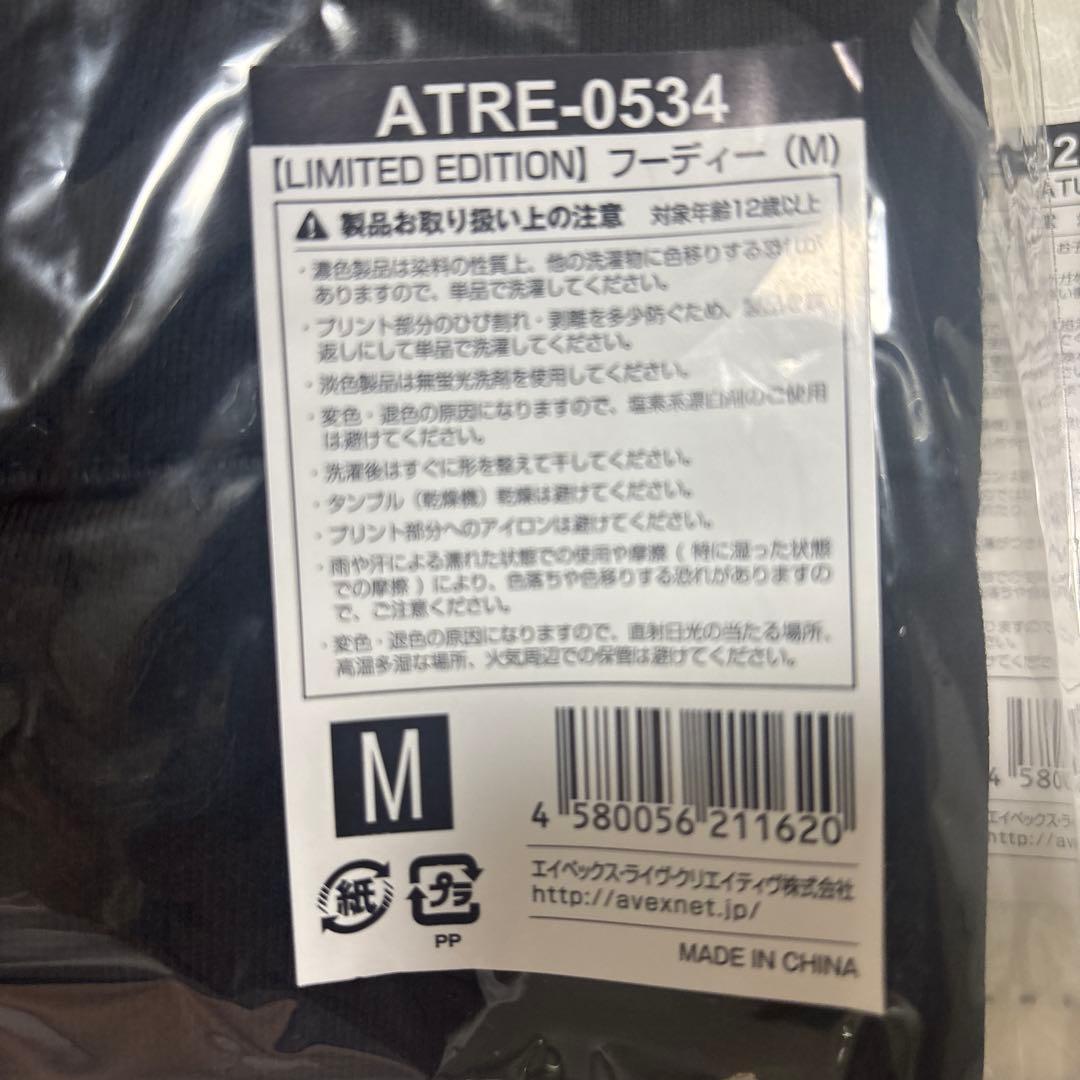 ATRE-0534
【LIMITED EDITION】フーディー（M）
製品お取り扱い上の注意 対象年齢12歳以上
・濃色製品は染料の性質上、他の洗濯物に色移りする恐れが
ありますので、単品で洗濯してください。
・プリント部分のひび割れ・剥離を多少防ぐため、製品を裏
返しにして単品で洗濯してください。
・淡色製品は無蛍光洗剤を使用してください。
・変色・退色の原因になりますので、塩素系漂白剤のご使用
は避けてください。
・洗濯後はすぐに形を整えて干してください。
・タンブル（乾燥機）乾燥は避けてください。
・プリント部分へのアイロンは避けてください。
・雨や汗による濡れた状態での使用や摩擦（特に湿った状態
での摩擦）により、色落ちや色移りする恐れがありますの
で、ご注意ください。
・変色・退色の原因になりますので、直射日光の当たる場所、
高温多湿な場所、火気周辺での保管は避けてください。
M
4 580056 211620
紙
プラ
PP
エイベックス・ライヴ・クリエイティヴ株式会社
http://avexnet.jp/
MADE IN CHINA
4 580
エイベックス・ラ
http://av